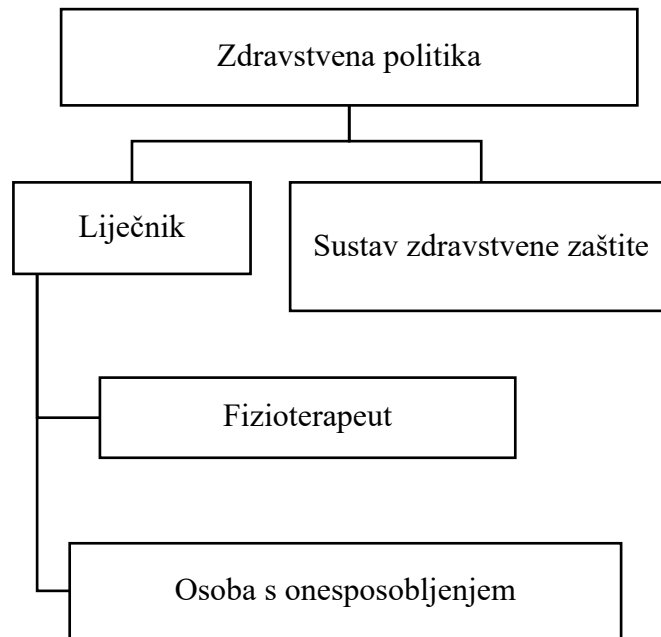 Zdravstvena politika
Liječnik
Sustav zdravstvene zaštite
Fizioterapeut
Osoba s onesposobljenjem